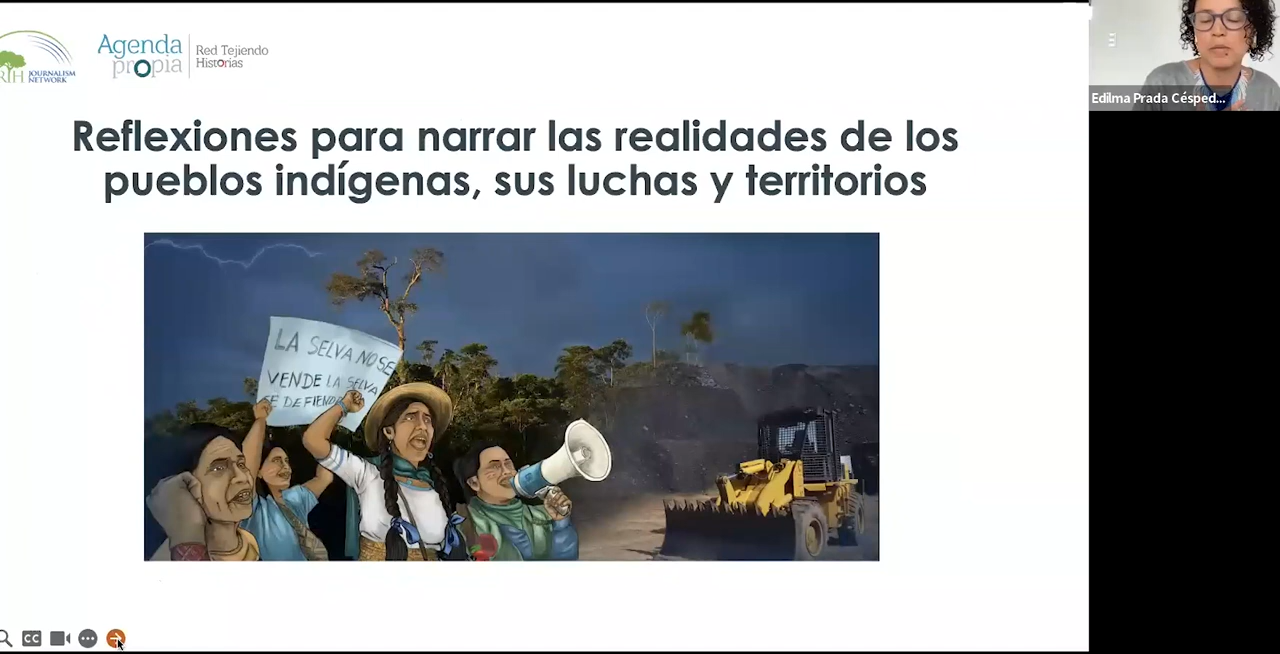 RTH JOURNALISM
NETWORK
Agenda
propia
Red Tejiendo
Historias
Edilma Prada Césped...
Reflexiones para narrar las realidades de los
pueblos indígenas, sus luchas y territorios
LA SELVA NO SE
VENDE LA SELVA
SE DEFIENDE
CC